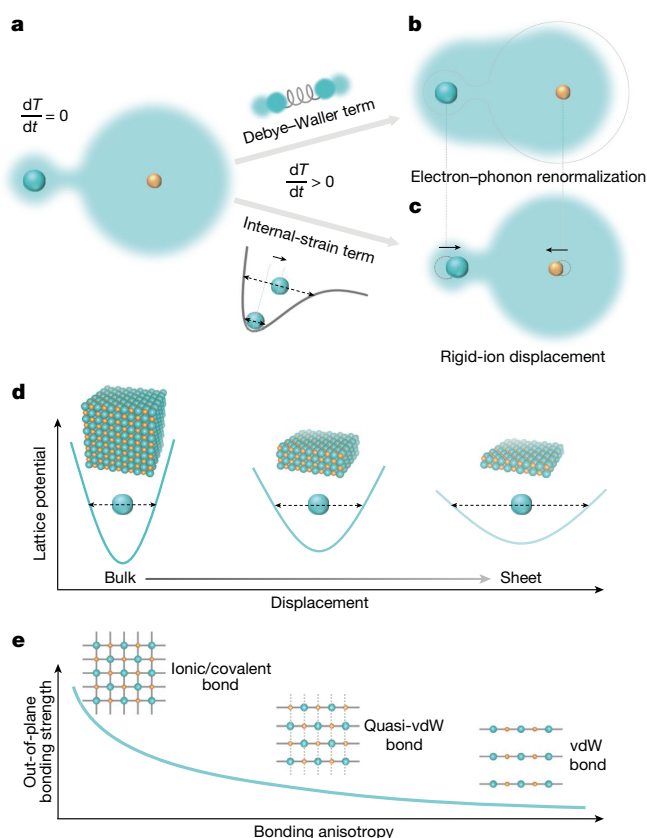 a
dT
dt
= 0
Debye–Waller term
dT
dt
> 0
Internal-strain term
b
Electron–phonon renormalization
c
Rigid-ion displacement
d
Lattice potential
Bulk
Sheet
Displacement
e
Out-of-plane
bonding strength
Ionic/covalent
bond
Quasi-vdW
bond
vdW
bond
Bonding anisotropy